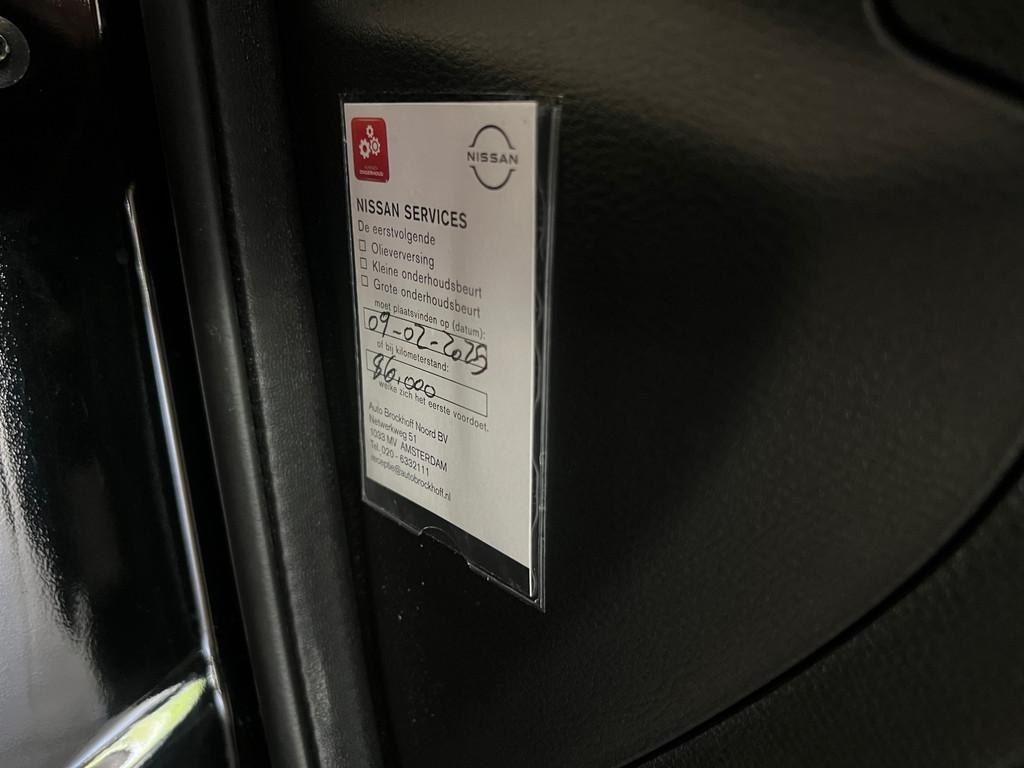 ONDERHOUD
NISSAN
NISSAN SERVICES
De eerstvolgende
☐ Olieverversing
☐ Kleine onderhoudsbeurt
☐ Grote onderhoudsbeurt
moet plaatsvinden op (datum):
09-02-2025
of bij kilometerstand:
86.000
welke zich het eerste voordoet.
Auto Brockhoff Noord BV
Netwerkweg 51
1033 MV AMSTERDAM
Tel. 020 - 6332111
receptie@autobrockhoff.nl